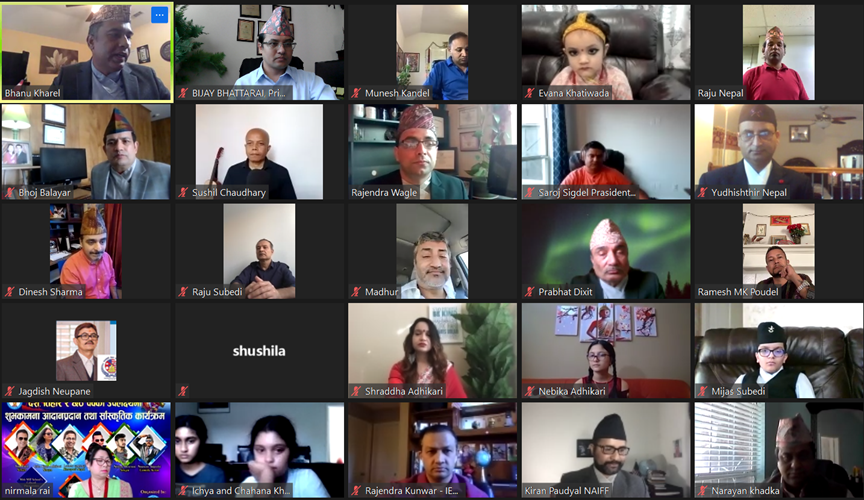 Bhanu Kharel
BIJAY BHATTARAI, Pri...
Munesh Kandel
Evana Khatiwada
Raju Nepal
Bhoj Balayar
Sushil Chaudhary
Rajendra Wagle
Saroj Sigdel Prasident...
Yudhishthir Nepal
Dinesh Sharma
Raju Subedi
Madhur
Prabhat Dixit
Ramesh MK Poudel
Jagdish Neupane
shushila
Shraddha Adhikari
Nebika Adhikari
Mijas Subedi
शुभकामना आदानप्रदान तथा सांस्कृतिक कार्यक्रम
nirmala rai
Ichya and Chahana Kh...
Rajendra Kunwar - IE...
Kiran Paudyal NAIFF
Narayan khadka